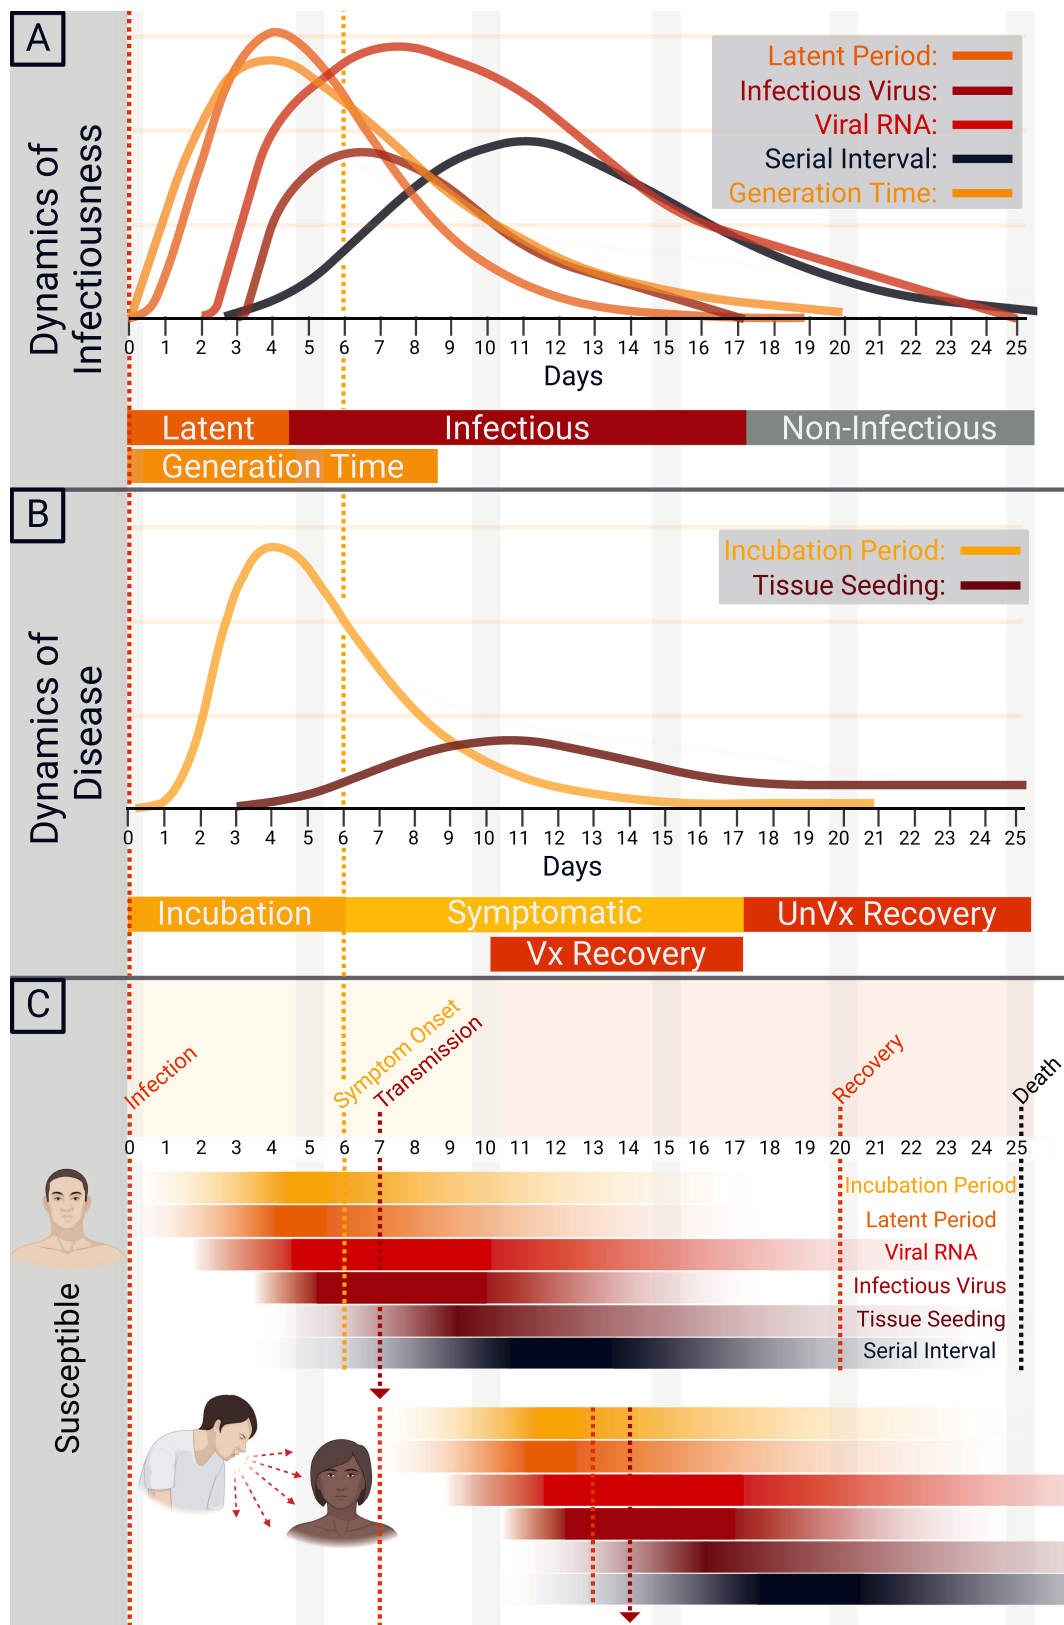 A
Dynamics of
Infectiousness
Latent Period:
Infectious Virus:
Viral RNA:
Serial Interval:
Generation Time:
0 1 2 3 4 5 6 7 8 9 10 11 12 13 14 15 16 17 18 19 20 21 22 23 24 25
Days
Latent Infectious Non-Infectious
Generation Time
B
Dynamics of
Disease
Incubation Period:
Tissue Seeding:
0 1 2 3 4 5 6 7 8 9 10 11 12 13 14 15 16 17 18 19 20 21 22 23 24 25
Days
Incubation Symptomatic UnVx Recovery
Vx Recovery
C
Susceptible
Infection
Symptom Onset
Transmission
Recovery
Death
0 1 2 3 4 5 6 7 8 9 10 11 12 13 14 15 16 17 18 19 20 21 22 23 24 25
Incubation Period
Latent Period
Viral RNA
Infectious Virus
Tissue Seeding
Serial Interval